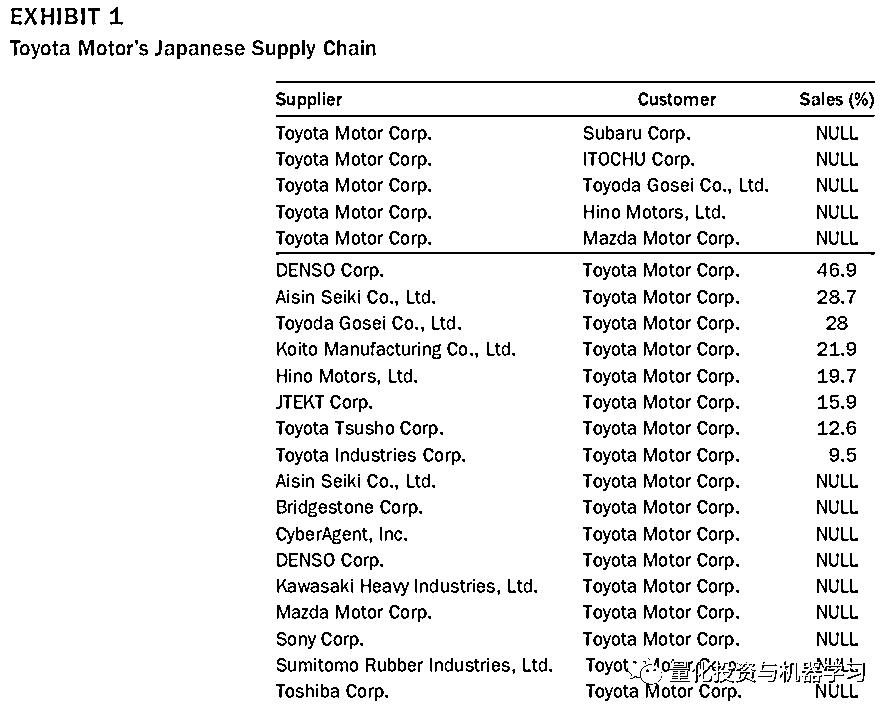 EXHIBIT 1
Toyota Motor's Japanese Supply Chain
Supplier Customer Sales (%)
Toyota Motor Corp. Subaru Corp. NULL
Toyota Motor Corp. ITOCHU Corp. NULL
Toyota Motor Corp. Toyoda Gosei Co., Ltd. NULL
Toyota Motor Corp. Hino Motors, Ltd. NULL
Toyota Motor Corp. Mazda Motor Corp. NULL
DENSO Corp. Toyota Motor Corp. 46.9
Aisin Seiki Co., Ltd. Toyota Motor Corp. 28.7
Toyoda Gosei Co., Ltd. Toyota Motor Corp. 28
Koito Manufacturing Co., Ltd. Toyota Motor Corp. 21.9
Hino Motors, Ltd. Toyota Motor Corp. 19.7
JTEKT Corp. Toyota Motor Corp. 15.9
Toyota Tsusho Corp. Toyota Motor Corp. 12.6
Toyota Industries Corp. Toyota Motor Corp. 9.5
Aisin Seiki Co., Ltd. Toyota Motor Corp. NULL
Bridgestone Corp. Toyota Motor Corp. NULL
CyberAgent, Inc. Toyota Motor Corp. NULL
DENSO Corp. Toyota Motor Corp. NULL
Kawasaki Heavy Industries, Ltd. Toyota Motor Corp. NULL
Mazda Motor Corp. Toyota Motor Corp. NULL
Sony Corp. Toyota Motor Corp. NULL
Sumitomo Rubber Industries, Ltd. Toyota Motor Corp. NULL
量化投资与机器学习
Toshiba Corp. Toyota Motor Corp. NULL